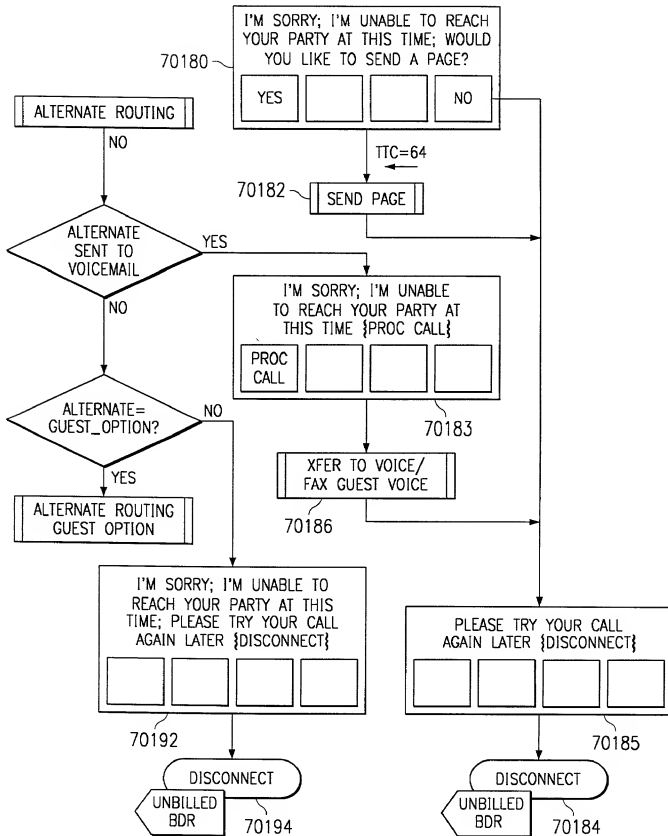 I'M SORRY; I'M UNABLE TO REACH
YOUR PARTY AT THIS TIME; WOULD
YOU LIKE TO SEND A PAGE?
70180
YES
NO
ALTERNATE ROUTING
NO
TTC=64
70182
SEND PAGE
ALTERNATE
SENT TO
VOICEMAIL
YES
NO
I'M SORRY; I'M UNABLE
TO REACH YOUR PARTY AT
THIS TIME {PROC CALL}
PROC
CALL
70183
ALTERNATE=
GUEST_OPTION?
NO
YES
XFER TO VOICE/
FAX GUEST VOICE
70186
ALTERNATE ROUTING
GUEST OPTION
I'M SORRY; I'M UNABLE TO
REACH YOUR PARTY AT THIS
TIME; PLEASE TRY YOUR CALL
AGAIN LATER {DISCONNECT}
70192
PLEASE TRY YOUR CALL
AGAIN LATER {DISCONNECT}
70185
DISCONNECT
UNBILLED
BDR
70194
DISCONNECT
UNBILLED
BDR
70184